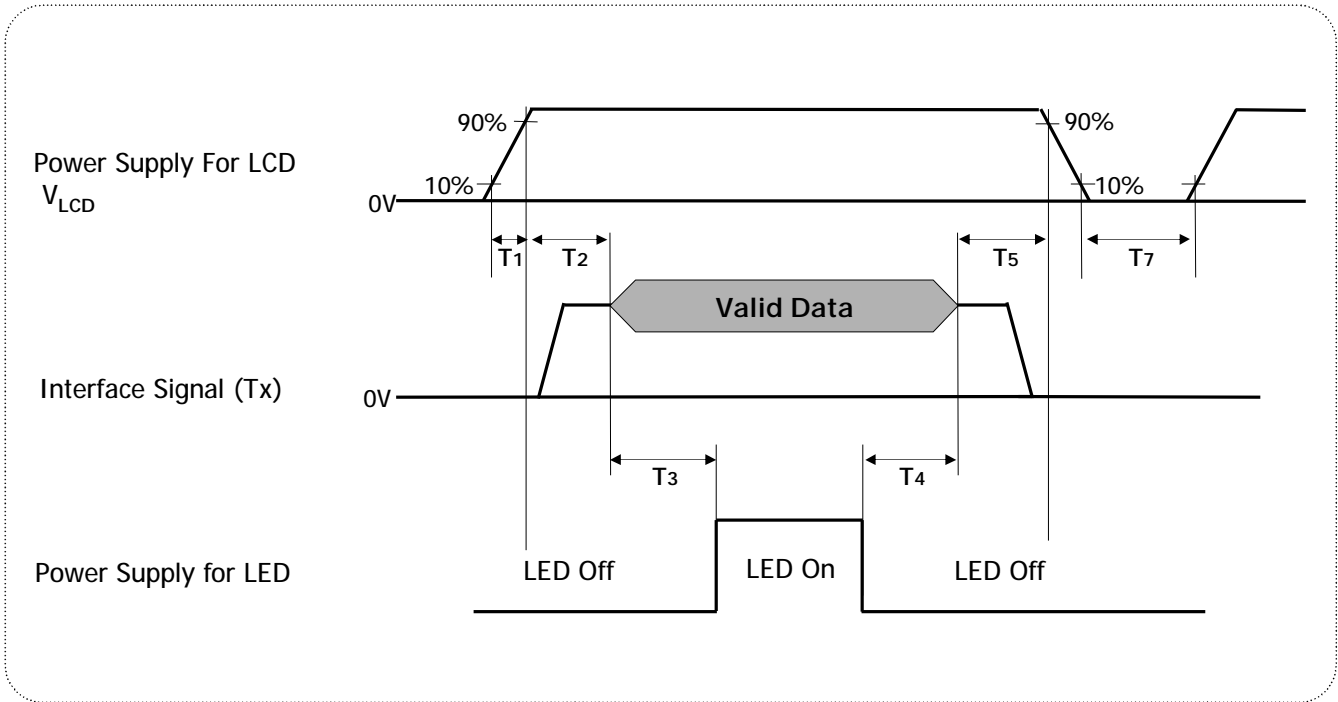 90%
90%
Power Supply For LCD
10%
10%
VLCD
0V
T1
T2
T5
T7
Valid Data
Interface Signal (Tx)
0V
T3
T4
Power Supply for LED
LED Off
LED On
LED Off